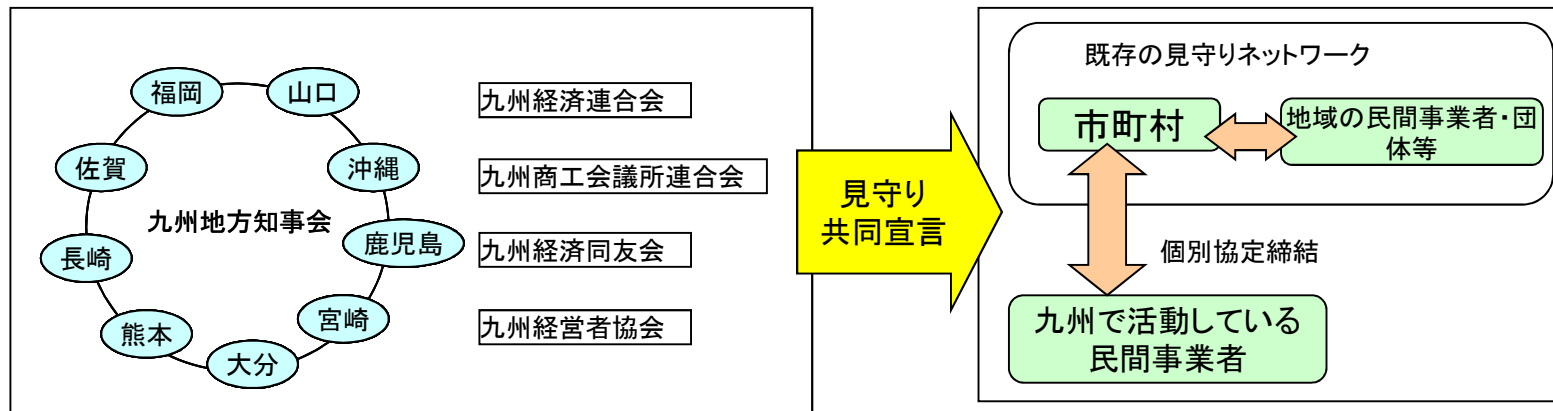 福岡
山口
佐賀
沖縄
九州地方知事会
長崎
鹿児島
熊本
宮崎
大分
九州経済連合会
九州商工会議所連合会
九州経済同友会
九州経営者協会
見守り
共同宣言
既存の見守りネットワーク
市町村
地域の民間事業者・団
体等
個別協定締結
九州で活動している
民間事業者